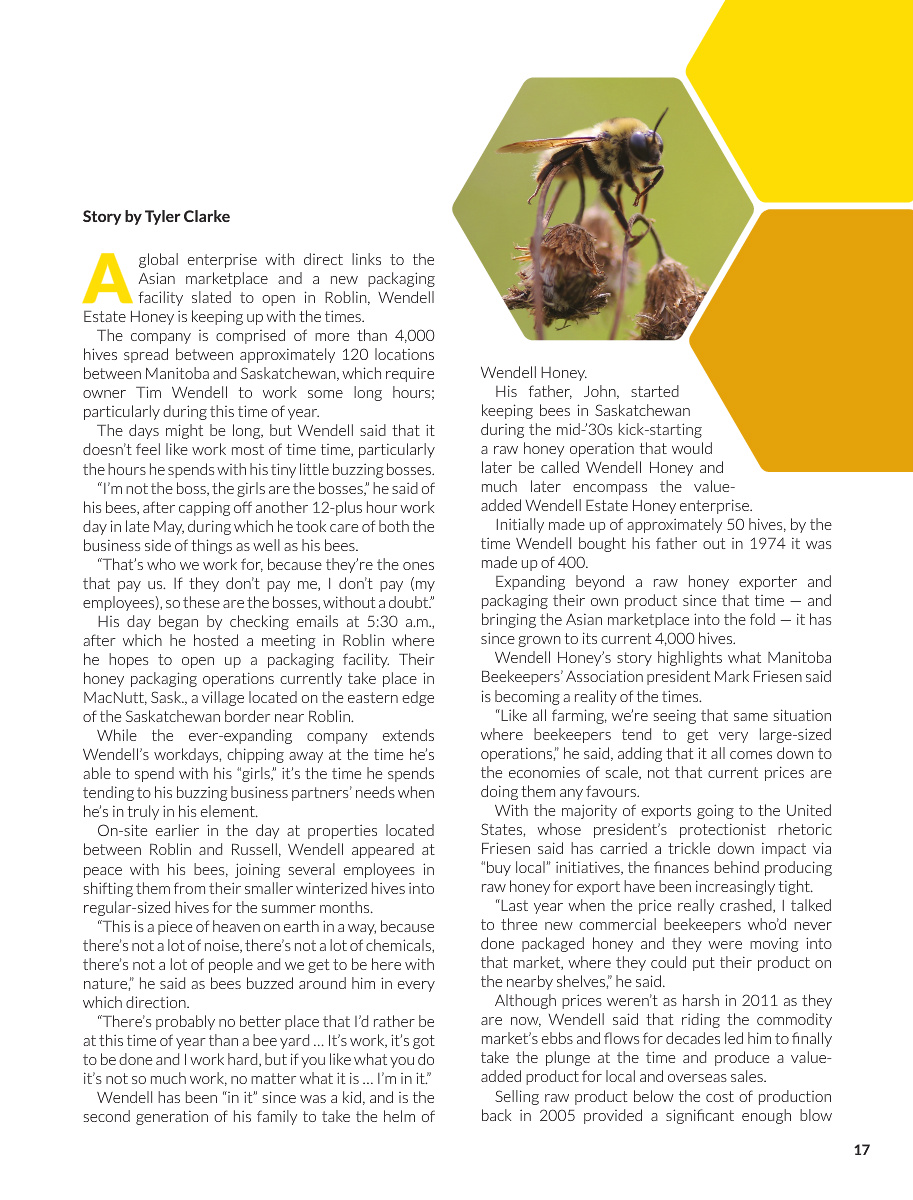 Story by Tyler Clarke
A global enterprise with direct links to the
Asian marketplace and a new packaging
facility slated to open in Roblin, Wendell
Estate Honey is keeping up with the times.
The company is comprised of more than 4,000
hives spread between approximately 120 locations
between Manitoba and Saskatchewan, which require
owner Tim Wendell to work some long hours;
particularly during this time of year.
The days might be long, but Wendell said that it
doesn’t feel like work most of time time, particularly
the hours he spends with his tiny little buzzing bosses.
“I’m not the boss, the girls are the bosses,” he said of
his bees, after capping off another 12-plus hour work
day in late May, during which he took care of both the
business side of things as well as his bees.
“That’s who we work for, because they’re the ones
that pay us. If they don’t pay me, I don’t pay (my
employees), so these are the bosses, without a doubt.”
His day began by checking emails at 5:30 a.m.,
after which he hosted a meeting in Roblin where
he hopes to open up a packaging facility. Their
honey packaging operations currently take place in
MacNutt, Sask., a village located on the eastern edge
of the Saskatchewan border near Roblin.
While the ever-expanding company extends
Wendell’s workdays, chipping away at the time he’s
able to spend with his “girls,” it’s the time he spends
tending to his buzzing business partners’ needs when
he’s in truly in his element.
On-site earlier in the day at properties located
between Roblin and Russell, Wendell appeared at
peace with his bees, joining several employees in
shifting them from their smaller winterized hives into
regular-sized hives for the summer months.
“This is a piece of heaven on earth in a way, because
there’s not a lot of noise, there’s not a lot of chemicals,
there’s not a lot of people and we get to be here with
nature,” he said as bees buzzed around him in every
which direction.
“There’s probably no better place that I’d rather be
at this time of year than a bee yard … It’s work, it’s got
to be done and I work hard, but if you like what you do
it’s not so much work, no matter what it is … I’m in it.”
Wendell has been “in it” since was a kid, and is the
second generation of his family to take the helm of
Wendell Honey.
His father, John, started
keeping bees in Saskatchewan
during the mid-’30s kick-starting
a raw honey operation that would
later be called Wendell Honey and
much later encompass the value-
added Wendell Estate Honey enterprise.
Initially made up of approximately 50 hives, by the
time Wendell bought his father out in 1974 it was
made up of 400.
Expanding beyond a raw honey exporter and
packaging their own product since that time — and
bringing the Asian marketplace into the fold — it has
since grown to its current 4,000 hives.
Wendell Honey’s story highlights what Manitoba
Beekeepers’ Association president Mark Friesen said
is becoming a reality of the times.
“Like all farming, we’re seeing that same situation
where beekeepers tend to get very large-sized
operations,” he said, adding that it all comes down to
the economies of scale, not that current prices are
doing them any favours.
With the majority of exports going to the United
States, whose president’s protectionist rhetoric
Friesen said has carried a trickle down impact via
“buy local” initiatives, the finances behind producing
raw honey for export have been increasingly tight.
“Last year when the price really crashed, I talked
to three new commercial beekeepers who’d never
done packaged honey and they were moving into
that market, where they could put their product on
the nearby shelves,” he said.
Although prices weren’t as harsh in 2011 as they
are now, Wendell said that riding the commodity
market’s ebbs and flows for decades led him to finally
take the plunge at the time and produce a value-
added product for local and overseas sales.
Selling raw product below the cost of production
back in 2005 provided a significant enough blow
17